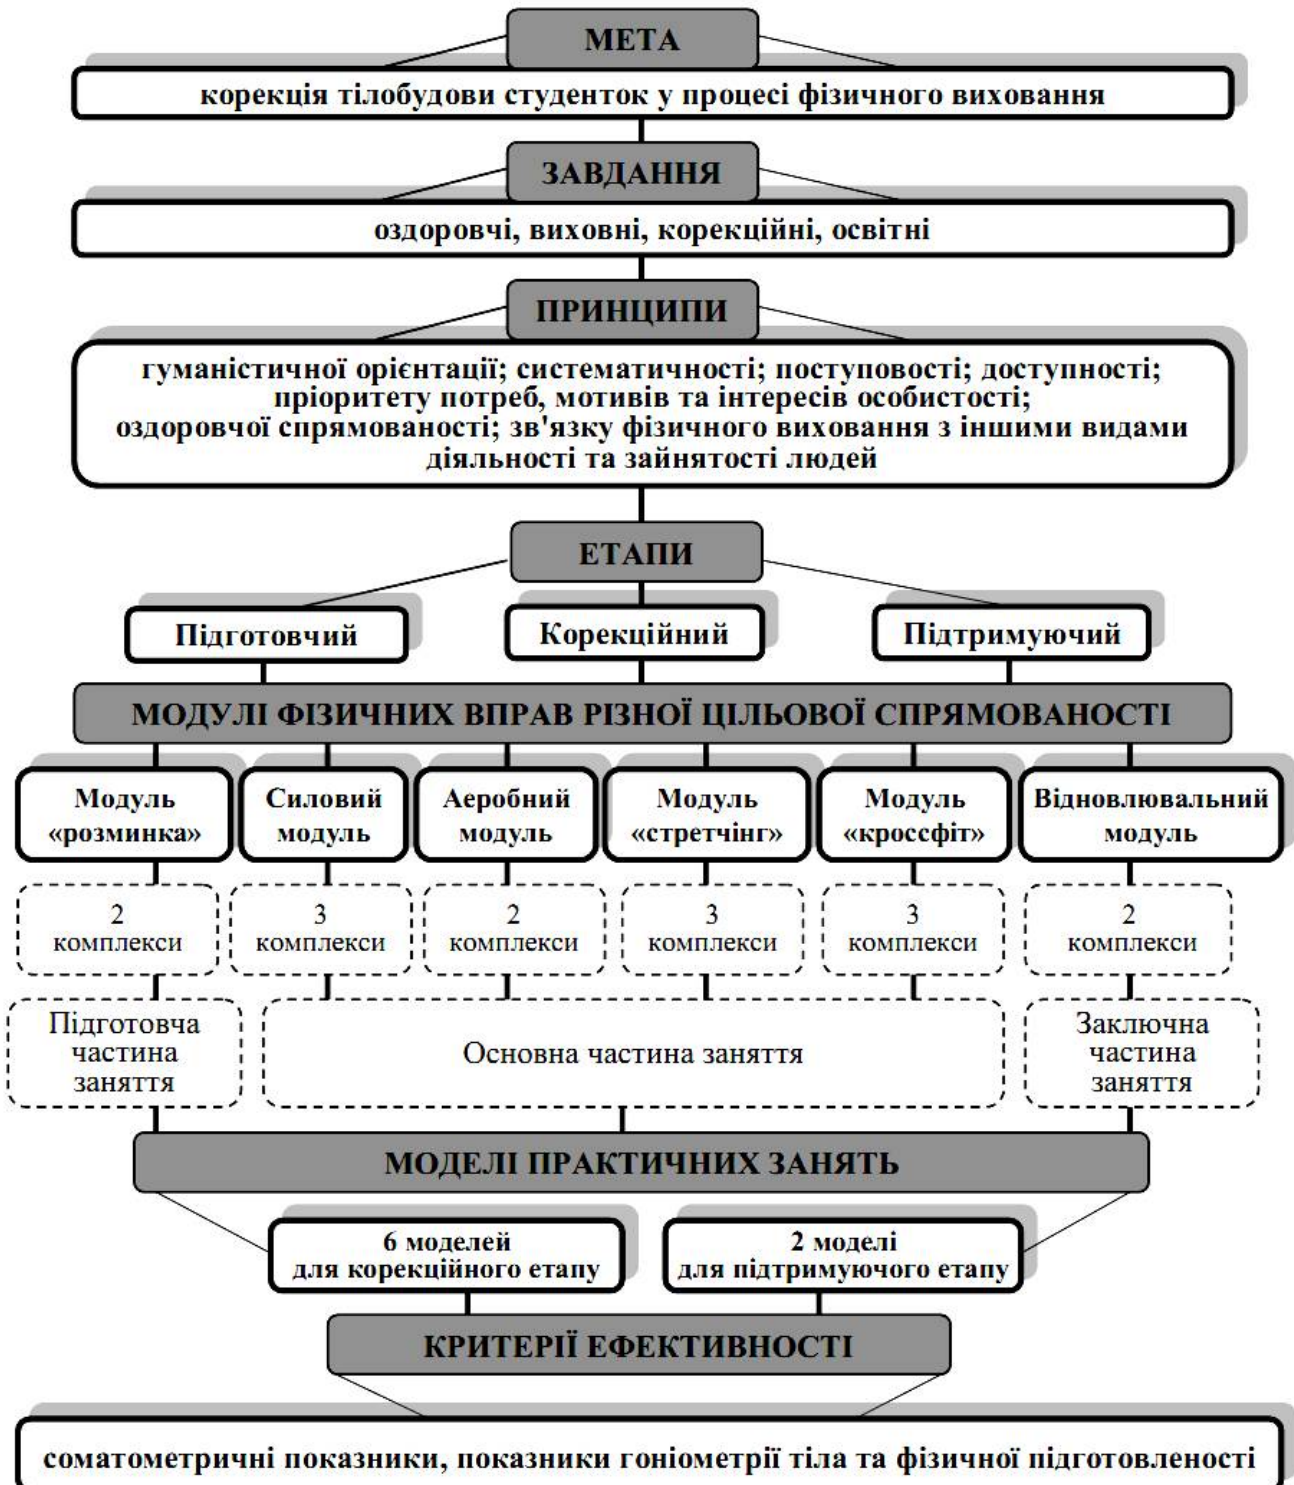 МЕТА
корекція тілобудови студенток у процесі фізичного виховання
ЗАВДАННЯ
оздоровчі, виховні, корекційні, освітні
ПРИНЦИПИ
гуманістичної орієнтації; систематичності; поступовості; доступності;
пріоритету потреб, мотивів та інтересів особистості;
оздоровчої спрямованості; зв'язку фізичного виховання з іншими видами
діяльності та зайнятості людей
ЕТАПИ
Підготовчий
Корекційний
Підтримуючий
МОДУЛІ ФІЗИЧНИХ ВПРАВ РІЗНОЇ ЦІЛЬОВОЇ СПРЯМОВАНОСТІ
Модуль
«розминка»
Силовий
модуль
Аеробний
модуль
Модуль
«стретчінг»
Модуль
«кроссфіт»
Відновлювальний
модуль
2
комплекси
3
комплекси
2
комплекси
3
комплекси
3
комплекси
2
комплекси
Підготовча
частина
заняття
Основна частина заняття
Заключна
частина
заняття
МОДЕЛІ ПРАКТИЧНИХ ЗАНЯТЬ
6 моделей
для корекційного етапу
2 моделі
для підтримуючого етапу
КРИТЕРІЇ ЕФЕКТИВНОСТІ
соматометричні показники, показники гоніометрії тіла та фізичної підготовленості